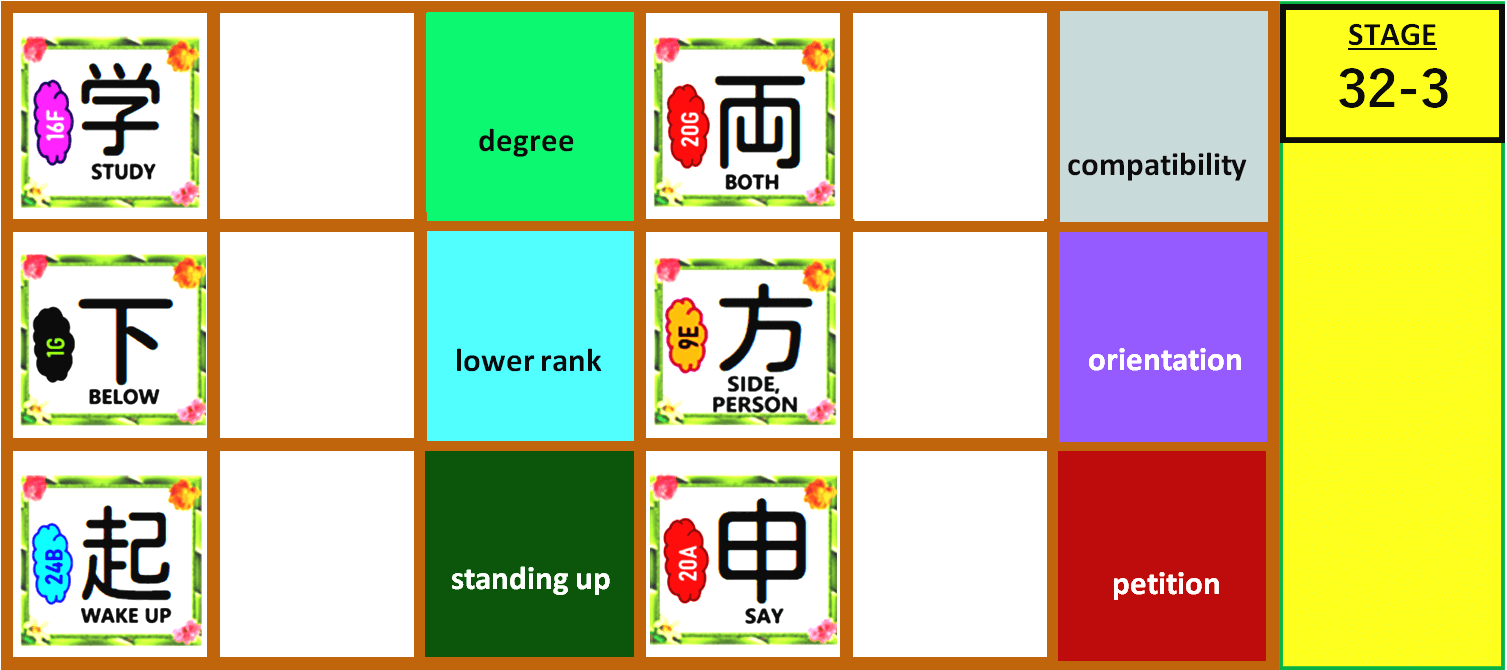 16F
学
STUDY
degree
20G
両
BOTH
compatibility
STAGE
32-3
1G
下
BELOW
lower rank
9E
方
SIDE,
PERSON
orientation
24B
起
WAKE UP
standing up
20A
申
SAY
petition